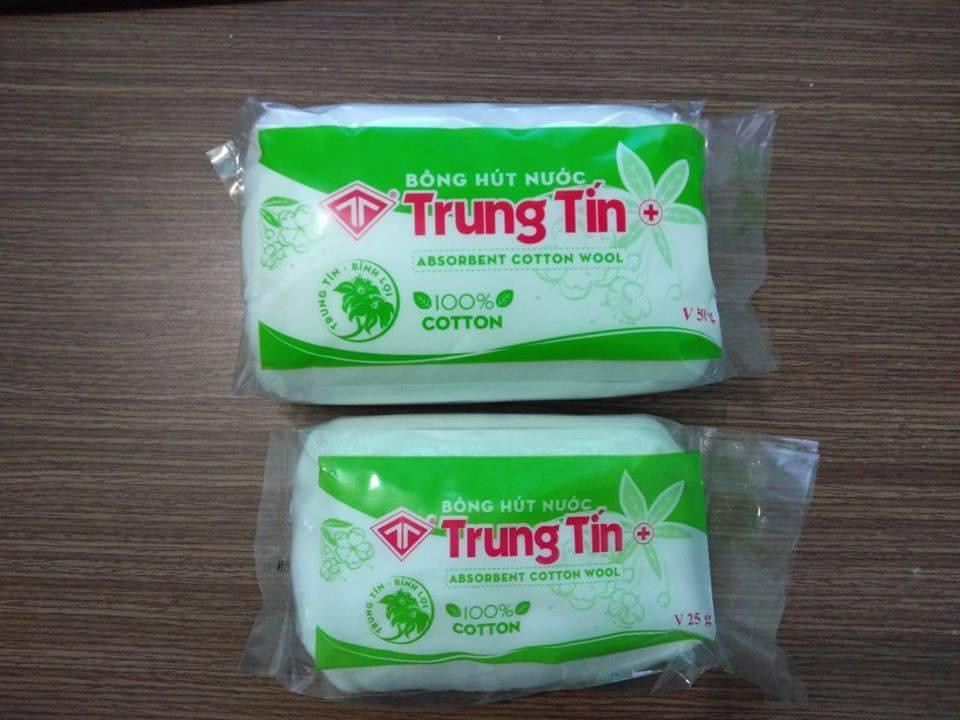 BÔNG HÚT NƯỚC
Trung Tín
ABSORBENT COTTON WOOL
TRUNG TÍN - BÌNH LỢI
100%
COTTON
V 50g
BÔNG HÚT NƯỚC
Trung Tín
ABSORBENT COTTON WOOL
TRUNG TÍN - BÌNH LỢI
100%
COTTON
V 25 g